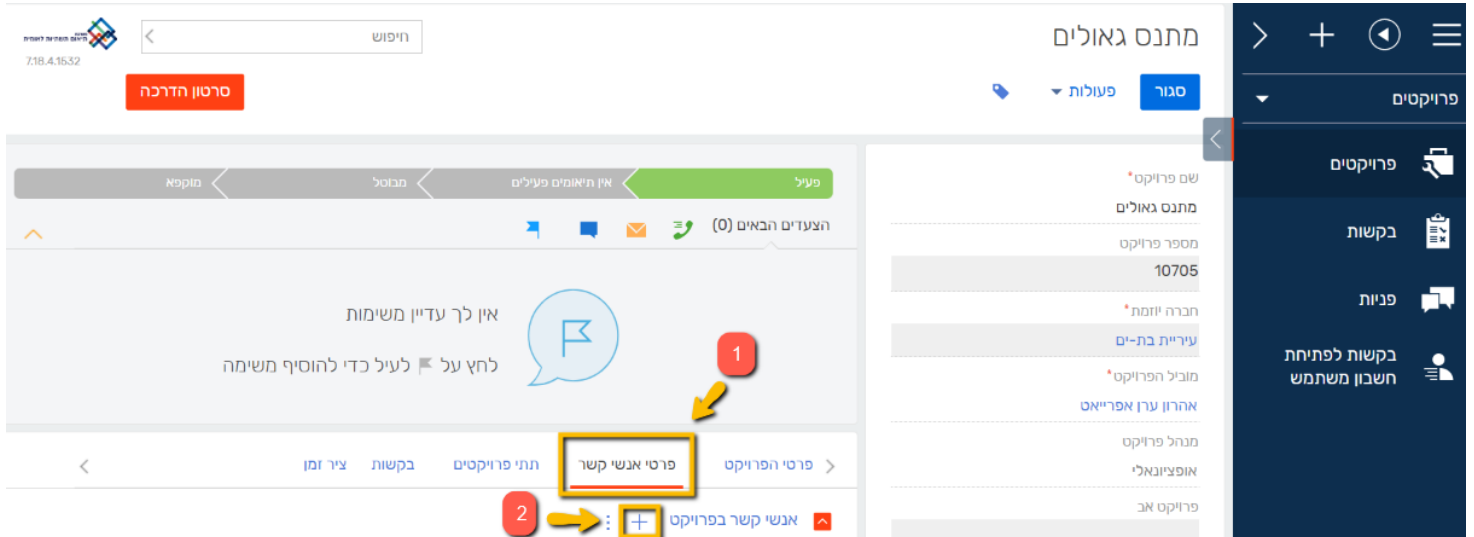 מתנס גאולים
חיפוש
7.18.4.1532
סגור
פעולות
סרטון הדרכה
פרויקטים
פרויקטים
בקשות
פניות
בקשות לפתיחת
חשבון משתמש
שם פרויקט*
מתנס גאולים
מספר פרויקט
10705
חברה יוזמת*
עיריית בת-ים
מוביל הפרויקט*
אהרון ערן אפרייאט
מנהל פרויקט
אופציונאלי
פרויקט אב
פעיל
אין תיאומים פעילים
מבוטל
מוקפא
הצעדים הבאים (0)
אין לך עדיין משימות
לחץ על לעיל כדי להוסיף משימה
1
פרטי הפרויקט
פרטי אנשי קשר
תתי פרויקטים
בקשות
ציר זמן
2
אנשי קשר בפרויקט